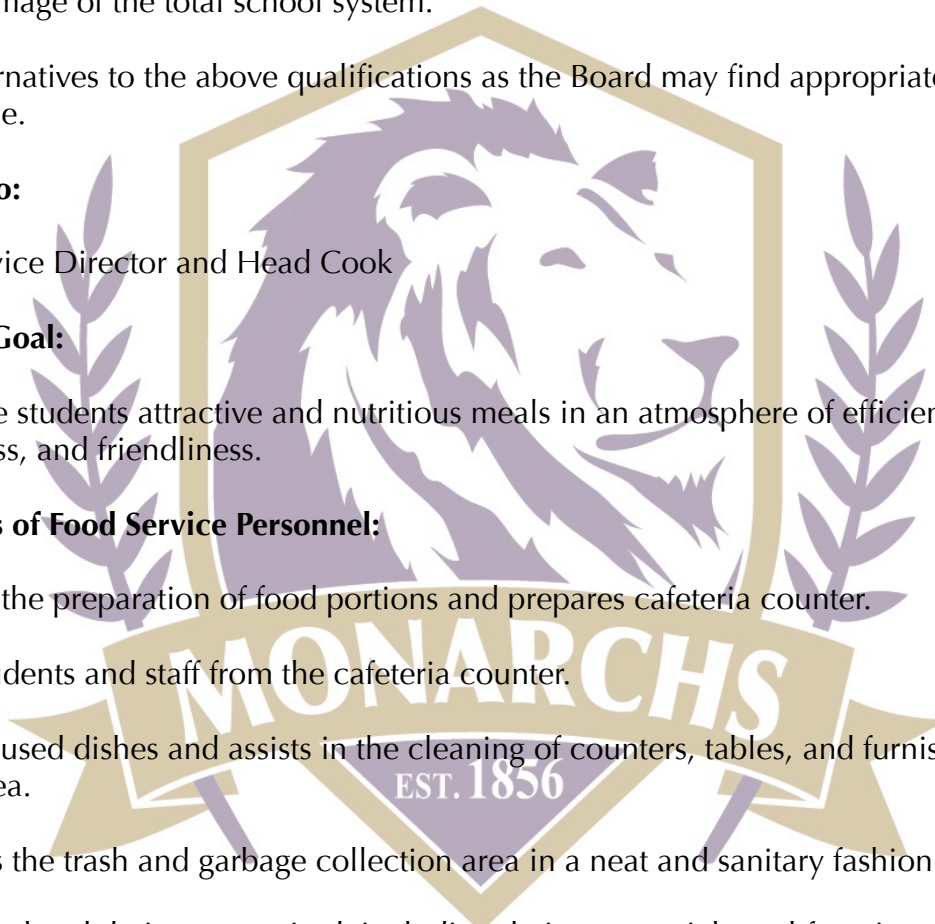 mage of the total school system.
rnatives to the above qualifications as the Board may find appropriate
e.
o:
vice Director and Head Cook
Goal:
e students attractive and nutritious meals in an atmosphere of efficien
ss, and friendliness.
s of Food Service Personnel:
the preparation of food portions and prepares cafeteria counter.
udents and staff from the cafeteria counter.
used dishes and assists in the cleaning of counters, tables, and furnis
ea.
s the trash and garbage collection area in a neat and sanitary fashion
MONARCHS
EST. 1856